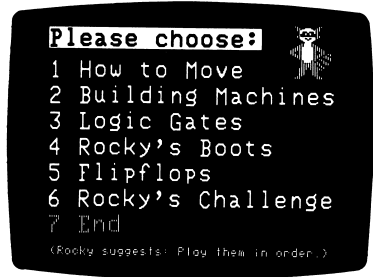 Please choose:
1 How to Move
2 Building Machines
3 Logic Gates
4 Rocky's Boots
5 Flipflops
6 Rocky's Challenge
7 End
(Rocky suggests: Play them in order.)